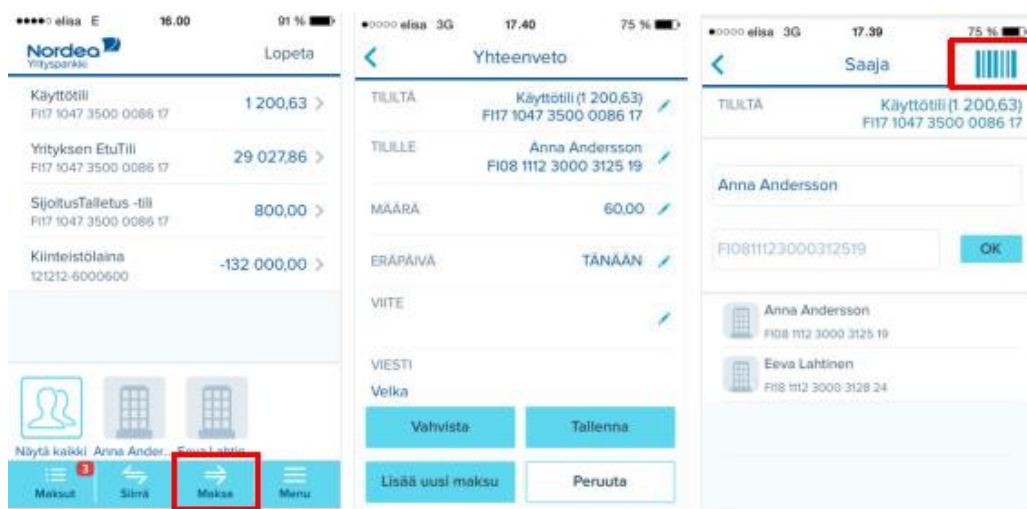 elisa E 16.00 91 %
Nordea
Yrityspankki
Lopeta
Käyttötili
FI17 1047 3500 0086 17
1 200,63
Yrityksen EtuTili
FI17 1047 3500 0086 17
29 027,86
SijoitusTalletus -tili
FI17 1047 3500 0086 17
800,00
Kiinteistölaina
121212-6000600
-132 000,00
Näytä kaikki Anna Ander... Eeva Lahtin...
3
Maksut Siirrä Maksa Menu
elisa 3G 17.40 75 %
Yhteenveto
TILILTÄ
Käyttötili (1 200,63)
FI17 1047 3500 0086 17
TILILLE
Anna Andersson
FI08 1112 3000 3125 19
MÄÄRÄ 60,00
ERÄPÄIVÄ TÄNÄÄN
VIITE
VIESTI
Velka
Vahvista Tallenna
Lisää uusi maksu Peruuta
elisa 3G 17.39 75 %
Saaja
TILILTÄ
Käyttötili (1 200,63)
FI17 1047 3500 0086 17
Anna Andersson
FI0811123000312519 OK
Anna Andersson
FI08 1112 3000 3125 19
Eeva Lahtinen
FI18 1112 3000 3128 24